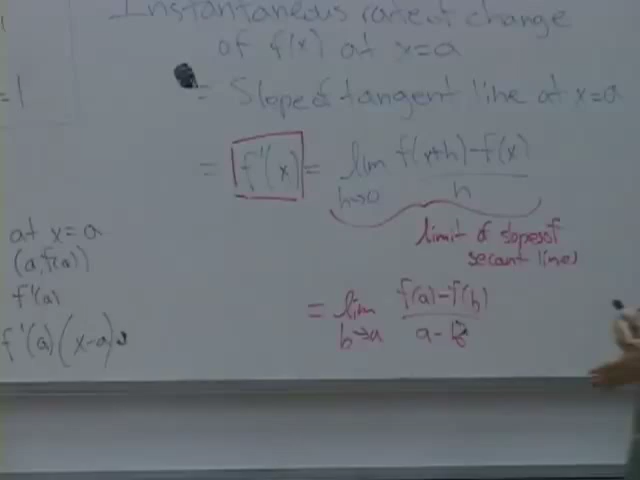 =1
Instantaneous rate of change
of f(x) at x=a
= Slope of tangent line at x=a
= f'(x) = lim h→0 f(x+h)-f(x) / h
limit of slopes of
secant lines
at x=a
(a, f(a))
f'(a)
f'(a)(x-a)
= lim b→a f(a)-f(b) / a-b